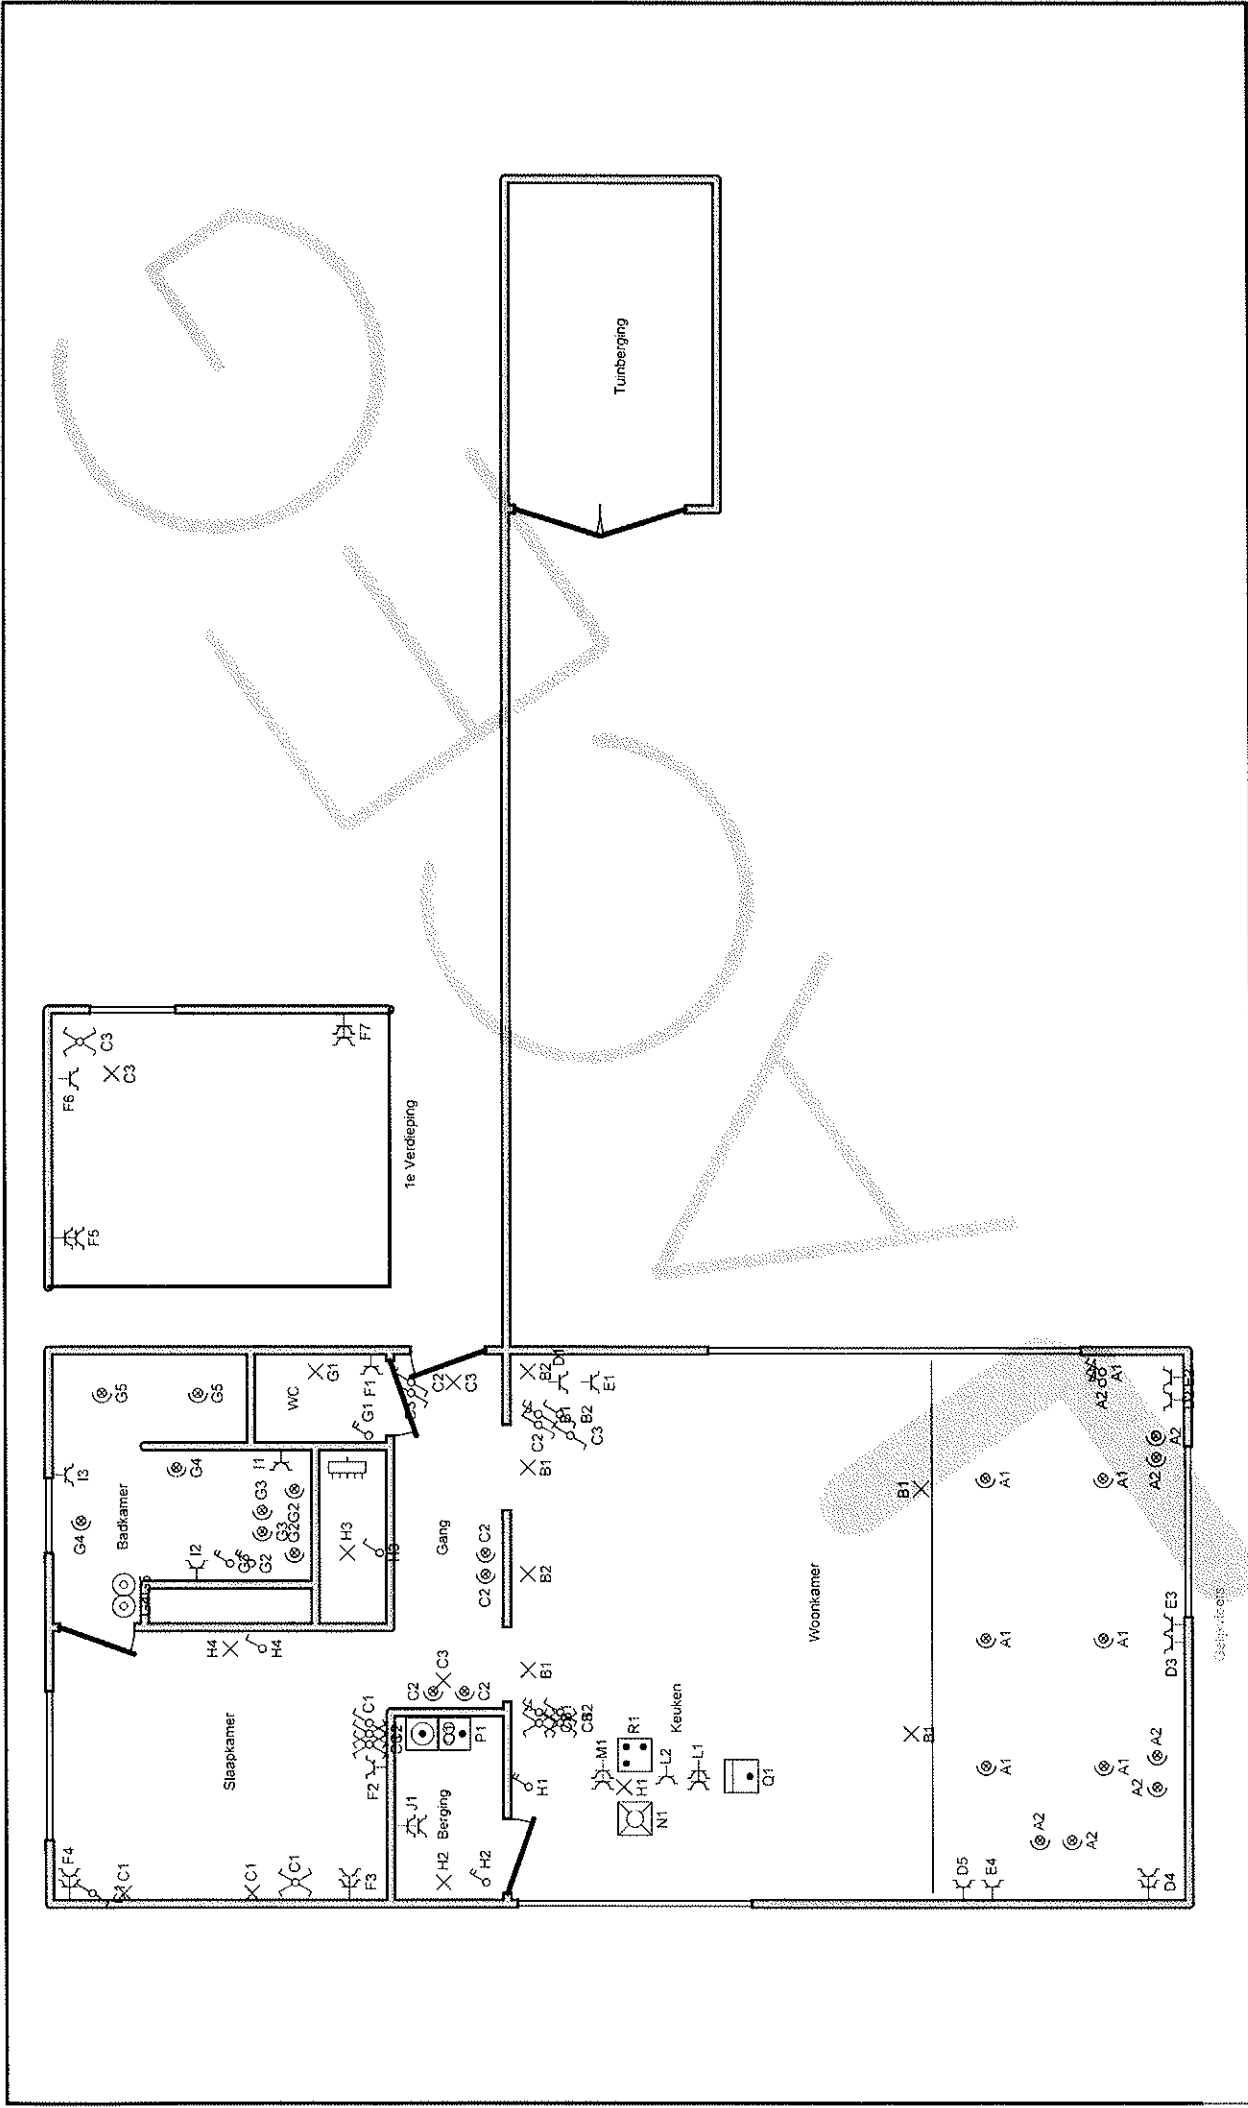 Tuinberging
C3
F6
C3
F7
F5
1e Verdieping
G5
G5
WC
G1
F1
G1
C2
C3
B2
D1
E1
B1
B2
C2
C3
B1
I3
G4
I1
G4
Badkamer
G3
G3
G2
G2
I2
G2
H3
Gang
C2
C2
B2
H4
H4
C3
C2
C2
B1
Slaapkamer
C1
F2
P1
J1
Berging
H2
H2
H1
F4
C1
C1
C1
F3
M1
R1
H1
L2
L1
N1
Keuken
Q1
Woonkamer
B1
B1
A1
A2
A2
A2
A1
A1
A1
A1
E3
D3
A1
A1
A2
A2
A2
A2
D5
E4
D4
Gelijkvloers
AGEG